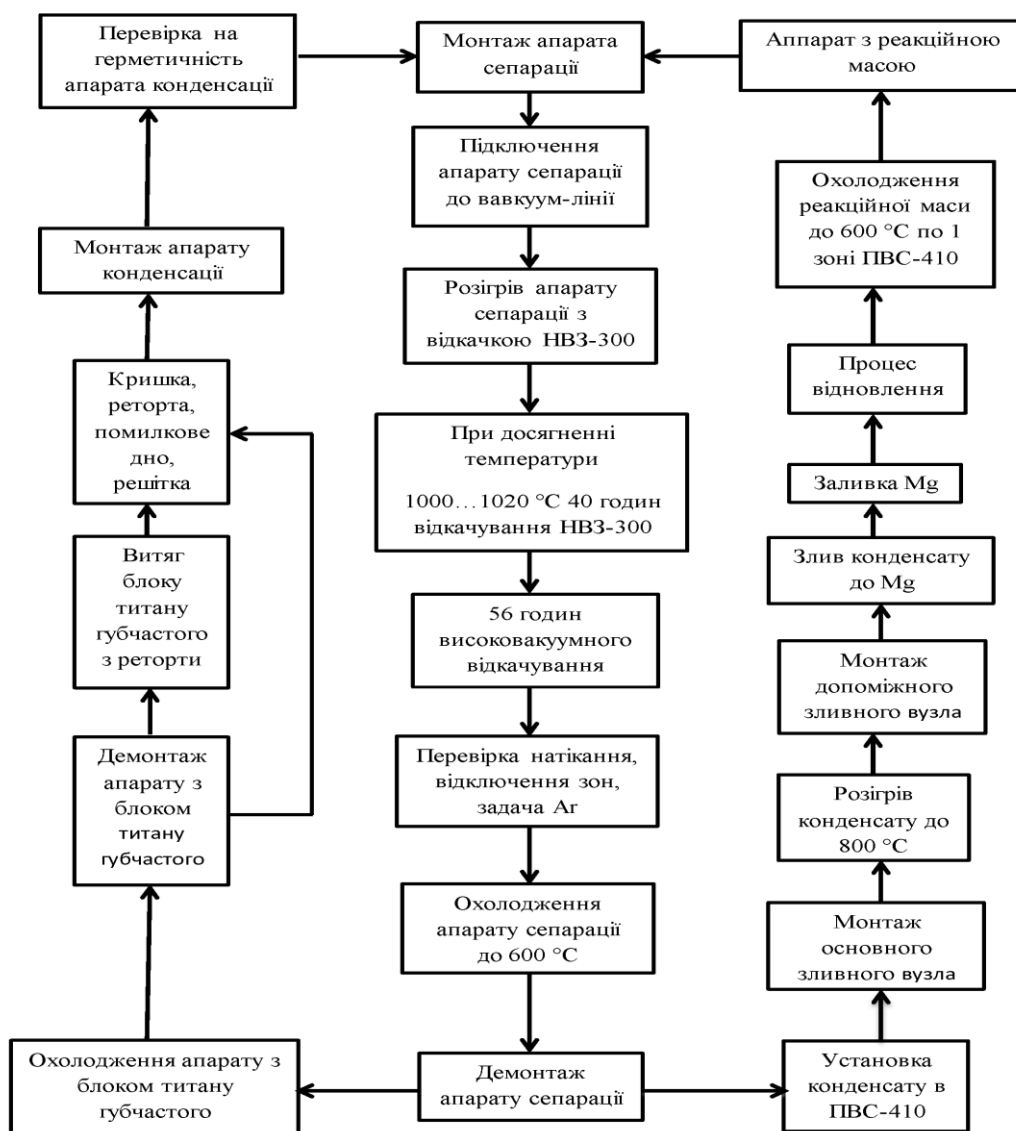 Перевірка на
герметичність
апарата конденсації
Монтаж апарата
сепарації
Аппарат з реакційною
масою
Підключення
апарату сепарації
до вавкуум-лінії
Охолодження
реакційної маси
до 600 °С по 1
зоні ПВС-410
Монтаж апарату
конденсації
Розігрів апарату
сепарації з
відкачкою НВЗ-300
Процес
відновлення
Кришка,
реторта,
помилкове
дно,
решітка
При досягненні
температури
1000…1020 °С 40 годин
відкачування НВЗ-300
Заливка Mg
Витяг
блоку
титану
губчастого
з реторти
Злив конденсату
до Mg
56 годин
високовакуумного
відкачування
Монтаж
допоміжного
зливного вузла
Демонтаж
апарату з
блоком
титану
губчастого
Перевірка натікання,
відключення зон,
задача Ar
Розігрів
конденсату до
800 °С
Охолодження
апарату сепарації
до 600 °С
Монтаж
основного
зливного вузла
Охолодження апарату з
блоком титану
губчастого
Демонтаж
апарату сепарації
Установка
конденсату в
ПВС-410